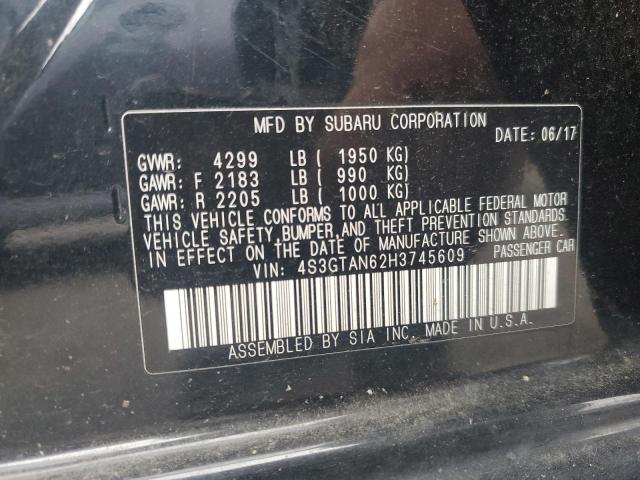 MFD BY SUBARU CORPORATION
DATE: 06/17
GVWR: 4299 LB ( 1950 KG)
GAWR: F 2183 LB ( 990 KG)
GAWR: R 2205 LB ( 1000 KG)
THIS VEHICLE CONFORMS TO ALL APPLICABLE FEDERAL MOTOR
VEHICLE SAFETY, BUMPER, AND THEFT PREVENTION STANDARDS
IN EFFECT ON THE DATE OF MANUFACTURE SHOWN ABOVE.
VIN: 4S3GTAN62H3745609
PASSENGER CAR
ASSEMBLED BY SIA INC. MADE IN U.S.A.